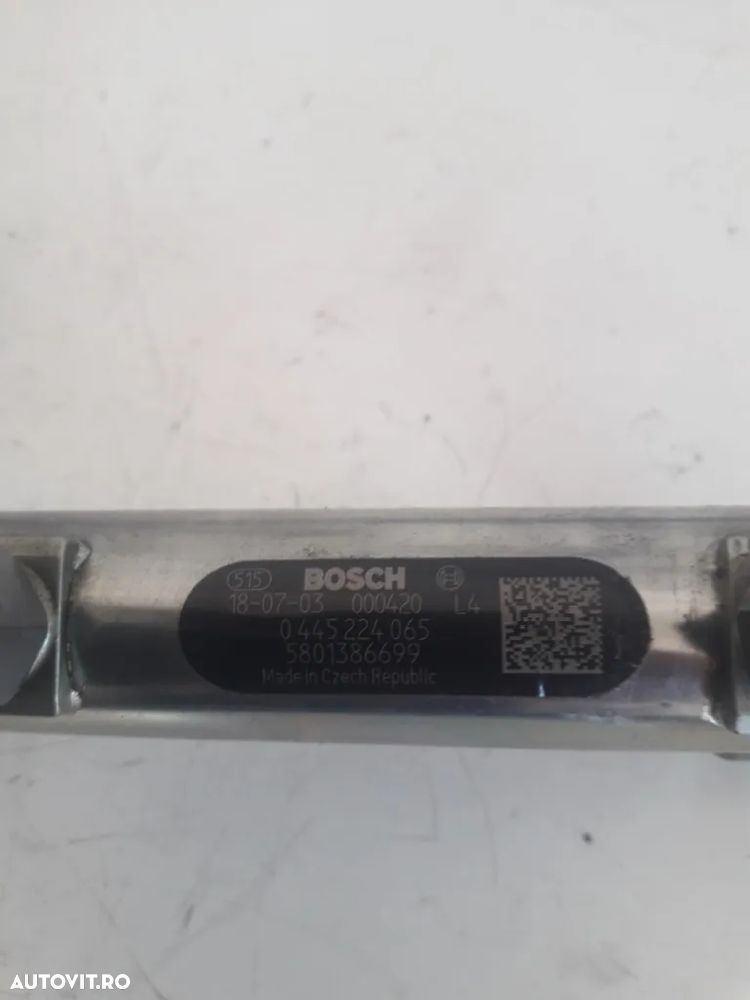 515 BOSCH
18-07-03 000420 L4
0 445 224 065
5801386699
Made in Czech Republic
AUTOVIT.RO